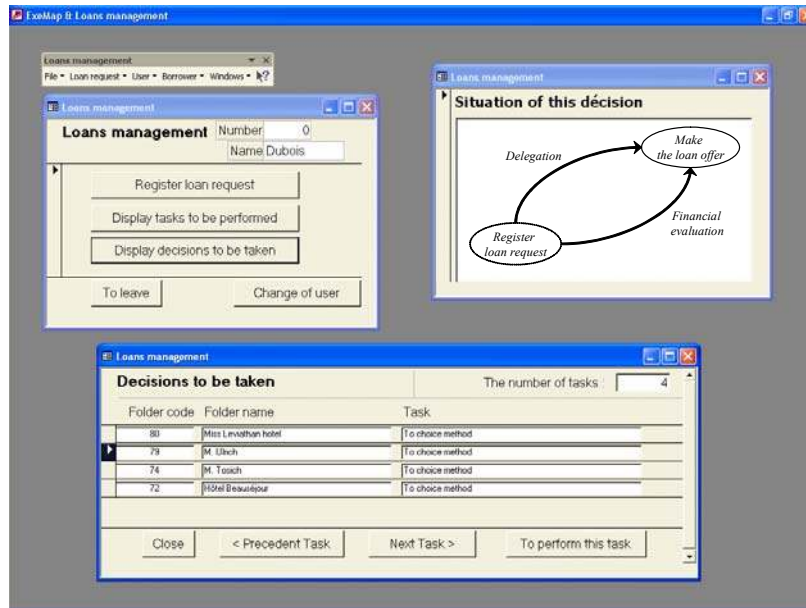 ExeMap & Loans management
Loans management
File Loan request User Borrower Windows ?
Loans management
Loans management Number 0
Name Dubois
Register loan request
Display tasks to be performed
Display decisions to be taken
To leave Change of user
Loans management
Situation of this décision
Delegation
Make
the loan offer
Financial
evaluation
Register
loan request
Loans management
Decisions to be taken The number of tasks : 4
Folder code Folder name Task
80 Miss Leviathan hotel To choice method
79 M. Ulrich To choice method
74 M. Tosich To choice method
72 Hôtel Beauséjour To choice method
Close < Precedent Task Next Task > To perform this task